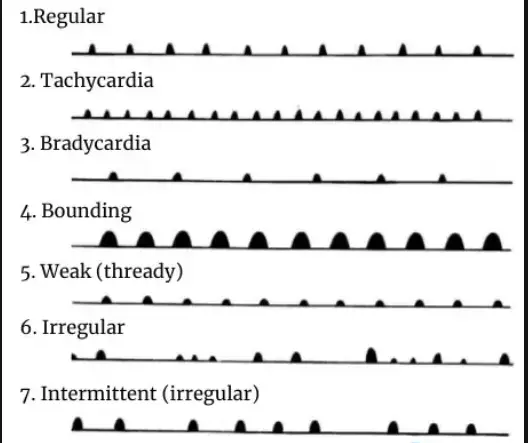 1.Regular
2. Tachycardia
3. Bradycardia
4. Bounding
5. Weak (thready)
6. Irregular
7. Intermittent (irregular)